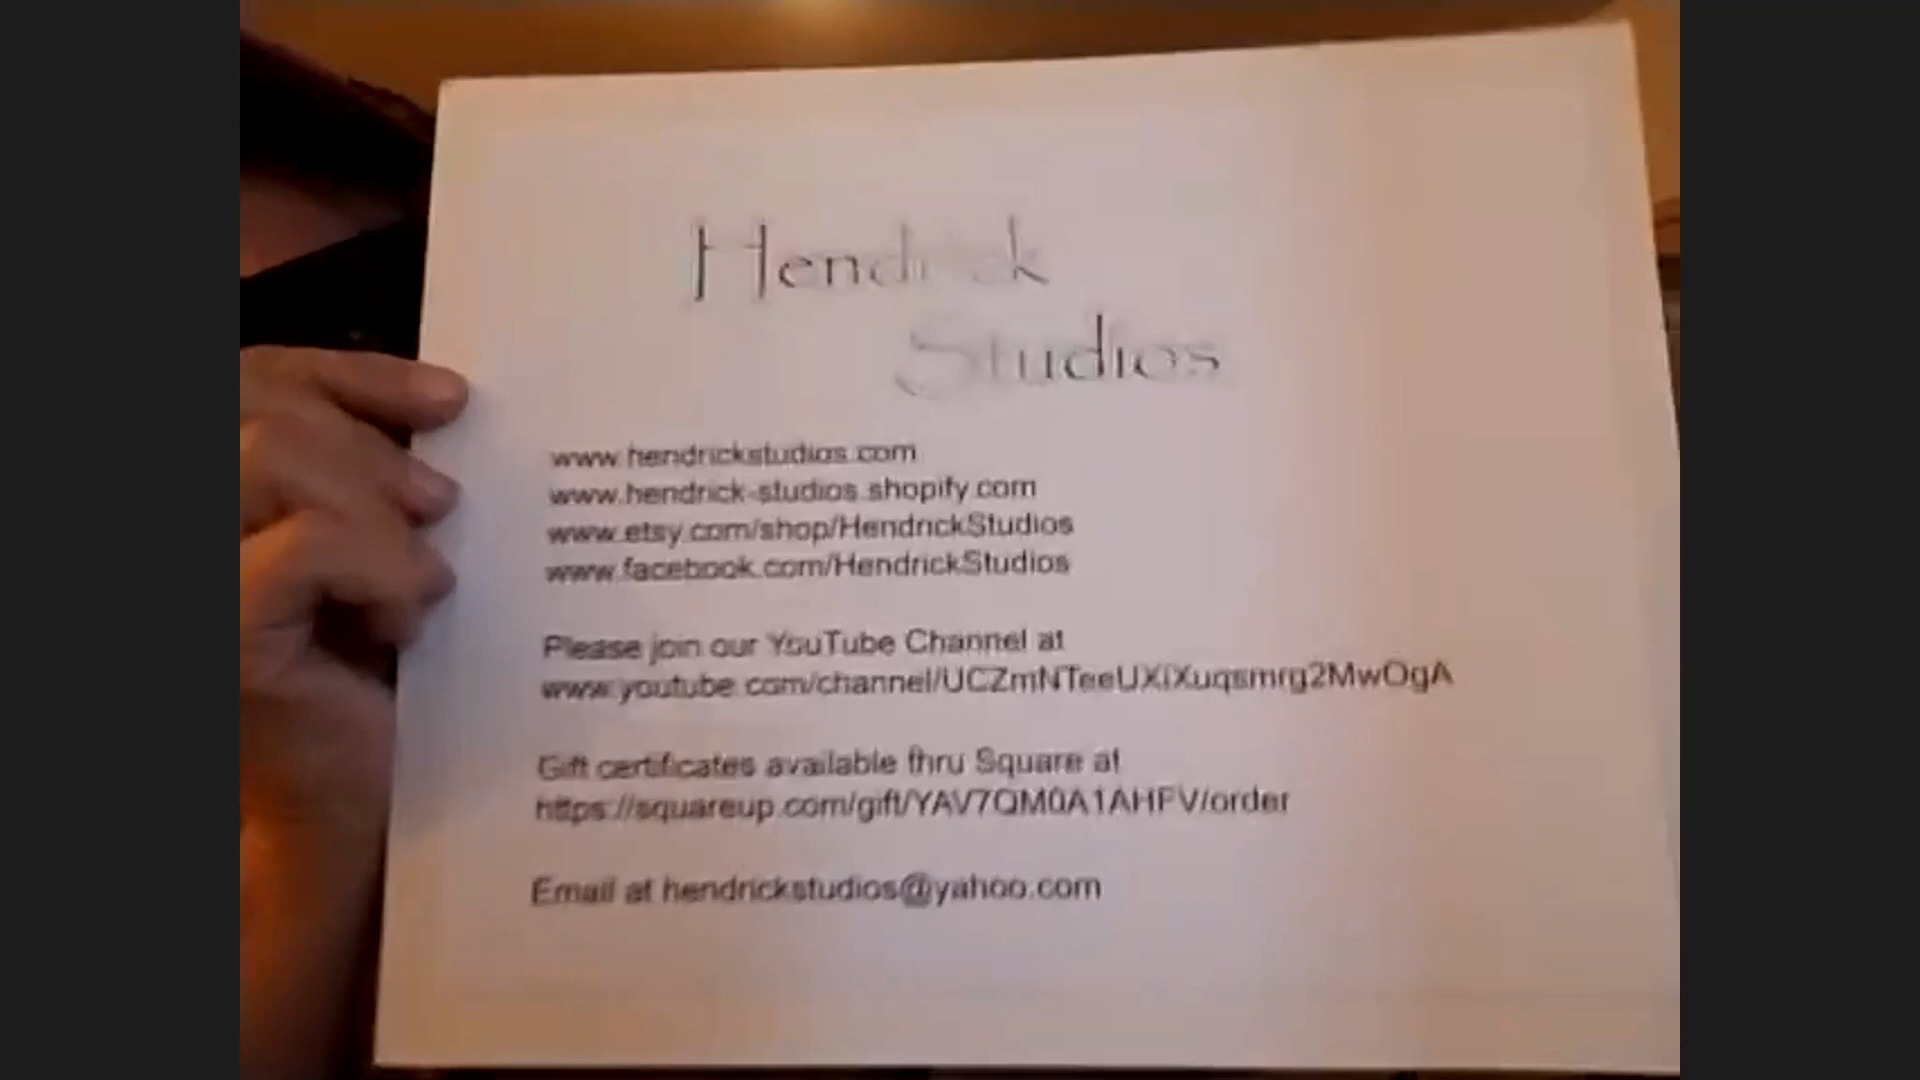 Hendrick
Studios
www.hendrickstudios.com
www.hendrick-studios.shopify.com
www.etsy.com/shop/HendrickStudios
www.facebook.com/HendrickStudios
Please join our YouTube Channel at
www.youtube.com/channel/UCZmNTeeUXiXuqsmrg2MwOgA
Gift certificates available thru Square at
https://squareup.com/gift/YAV7QM0A1AHFV/order
Email at hendrickstudios@yahoo.com